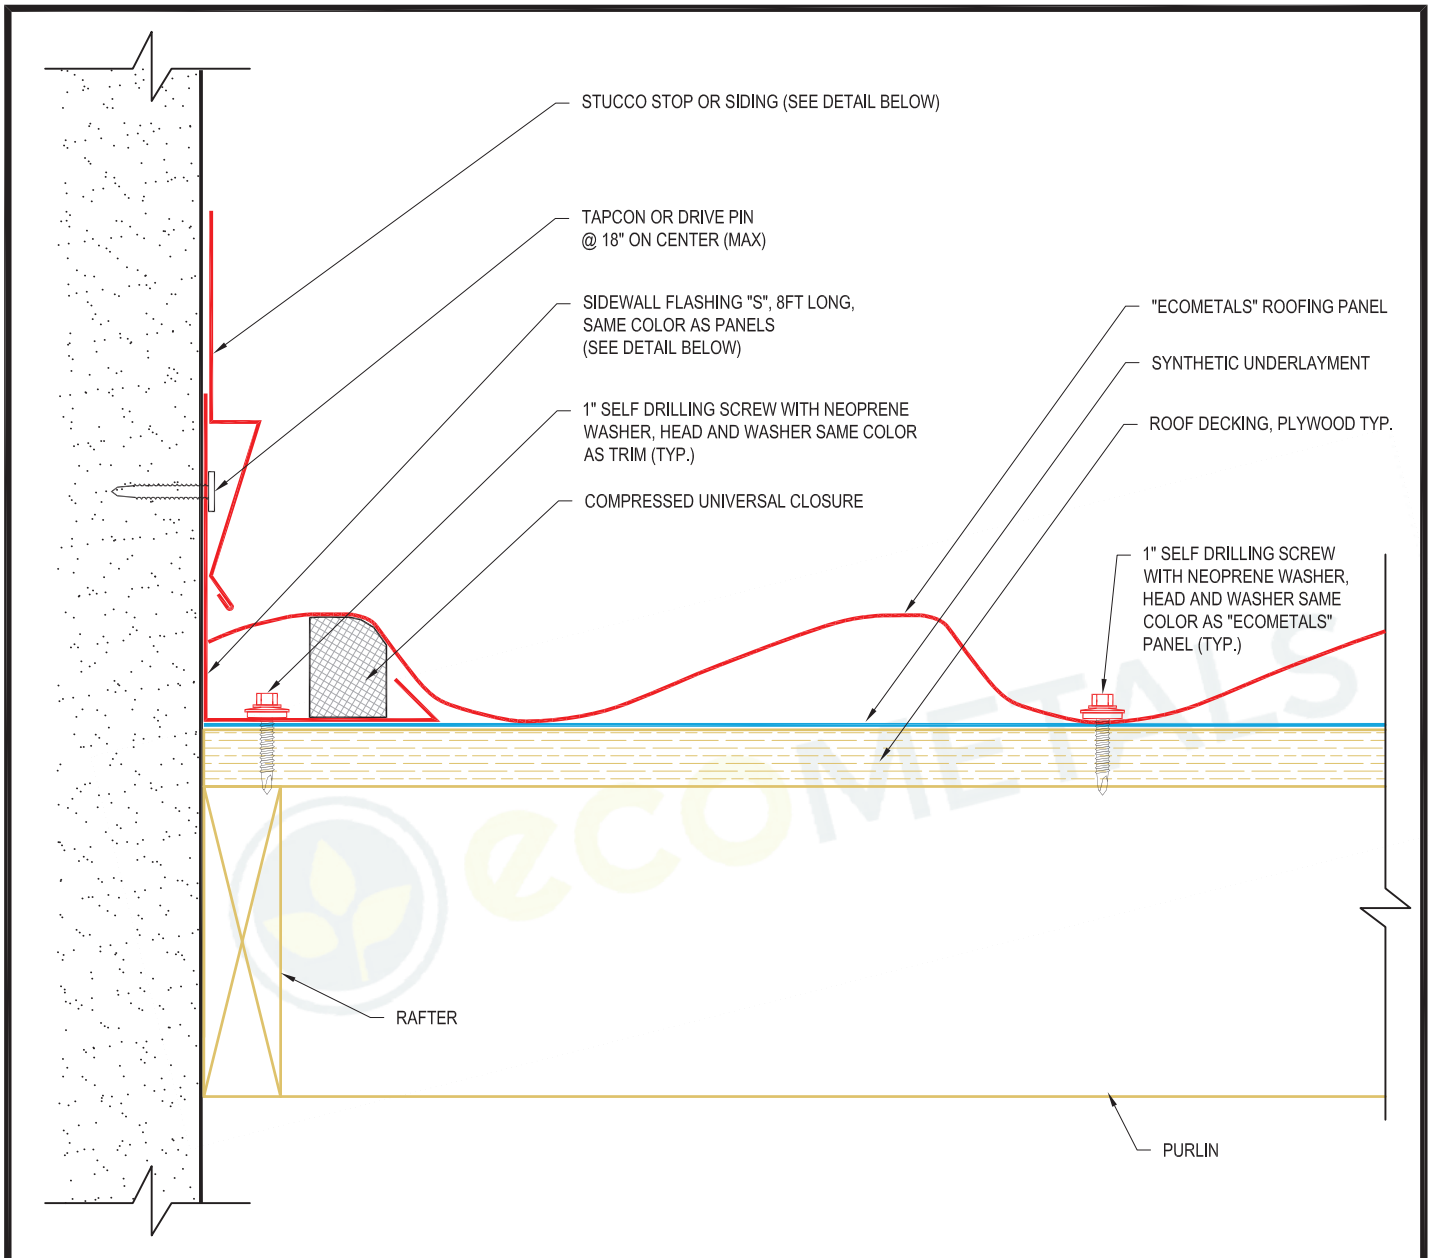 STUCCO STOP OR SIDING (SEE DETAIL BELOW)
TAPCON OR DRIVE PIN
@ 18" ON CENTER (MAX)
SIDEWALL FLASHING "S", 8FT LONG,
SAME COLOR AS PANELS
(SEE DETAIL BELOW)
1" SELF DRILLING SCREW WITH NEOPRENE
WASHER, HEAD AND WASHER SAME COLOR
AS TRIM (TYP.)
COMPRESSED UNIVERSAL CLOSURE
"ECOMETALS" ROOFING PANEL
SYNTHETIC UNDERLAYMENT
ROOF DECKING, PLYWOOD TYP.
1" SELF DRILLING SCREW
WITH NEOPRENE WASHER,
HEAD AND WASHER SAME
COLOR AS "ECOMETALS"
PANEL (TYP.)
ecoMETALS
RAFTER
PURLIN